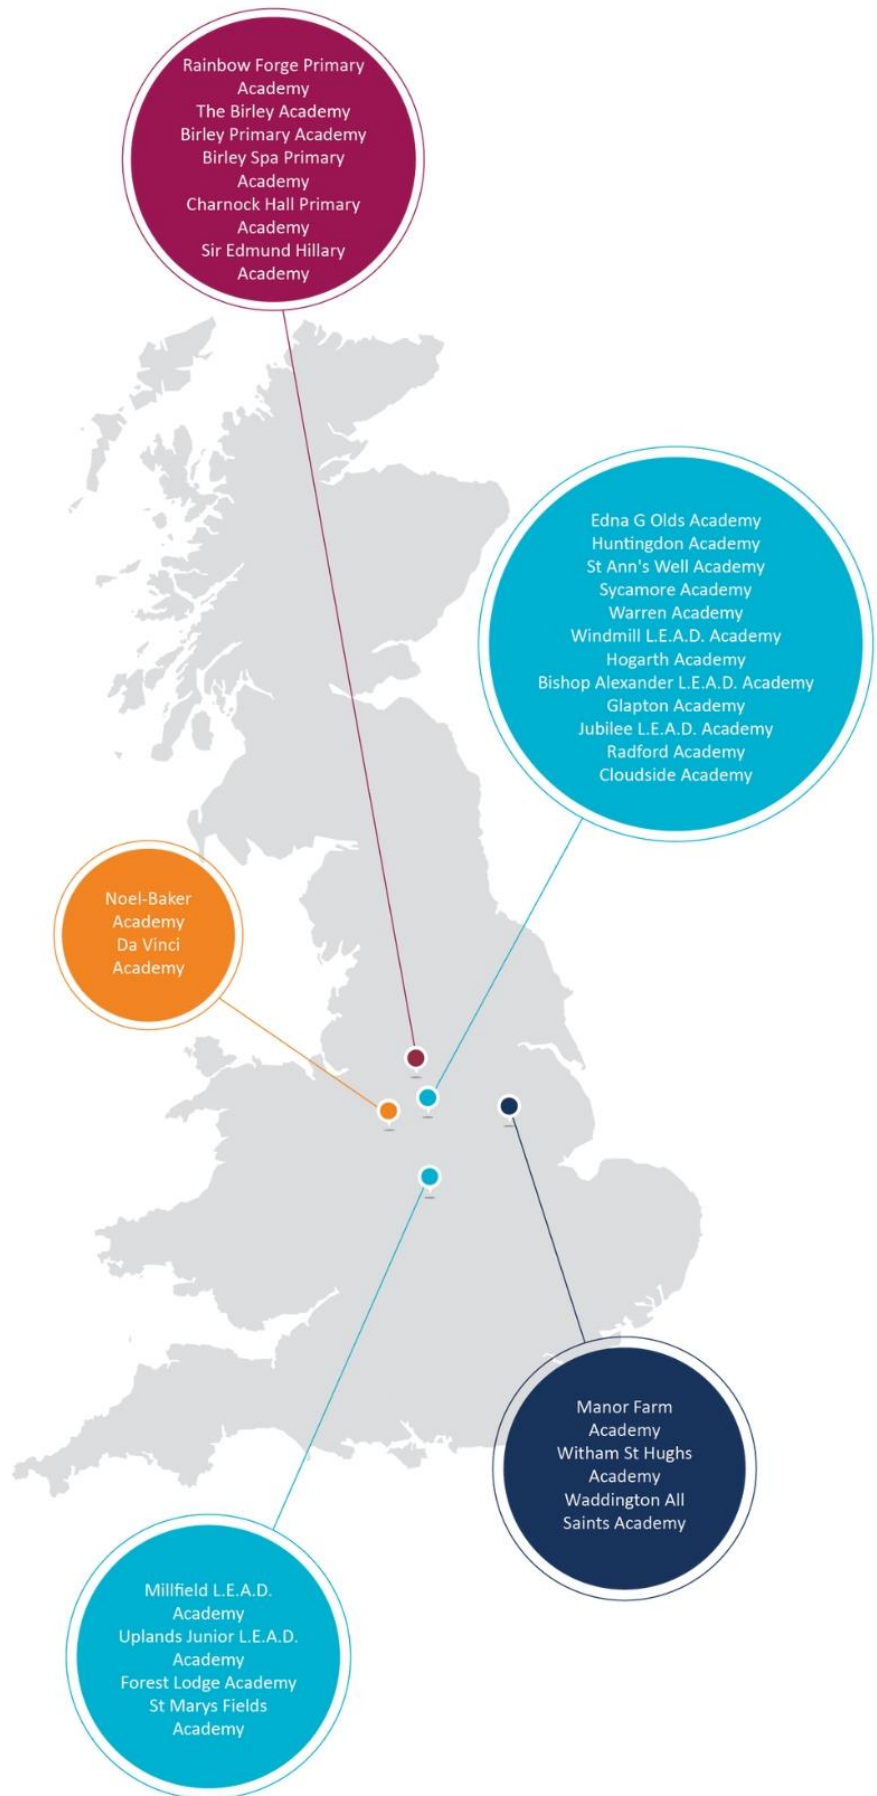 Rainbow Forge Primary
Academy
The Birley Academy
Birley Primary Academy
Birley Spa Primary
Academy
Charnock Hall Primary
Academy
Sir Edmund Hillary
Academy
Edna G Olds Academy
Huntingdon Academy
St Ann's Well Academy
Sycamore Academy
Warren Academy
Windmill L.E.A.D. Academy
Hogarth Academy
Bishop Alexander L.E.A.D. Academy
Glapton Academy
Jubilee L.E.A.D. Academy
Radford Academy
Cloudside Academy
Noel-Baker
Academy
Da Vinci
Academy
Manor Farm
Academy
Witham St Hughs
Academy
Waddington All
Saints Academy
Millfield L.E.A.D.
Academy
Uplands Junior L.E.A.D.
Academy
Forest Lodge Academy
St Marys Fields
Academy